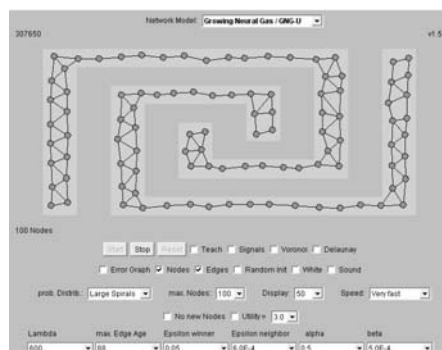 Network Model: Growing Neural Gas / GNG-U
307650 v1.5
100 Nodes
Start Stop Reset Teach Signals Voronoi Delaunay
Error Graph Nodes Edges Random Init White Sound
prob. Distrib.: Large Spirals max. Nodes: 100 Display: 50 Speed: Very fast
No new Nodes Utility= 3.0
Lambda max. Edge Age Epsilon winner Epsilon neighbor alpha beta
600 88 0.05 6.0E-4 0.5 5.0E-4